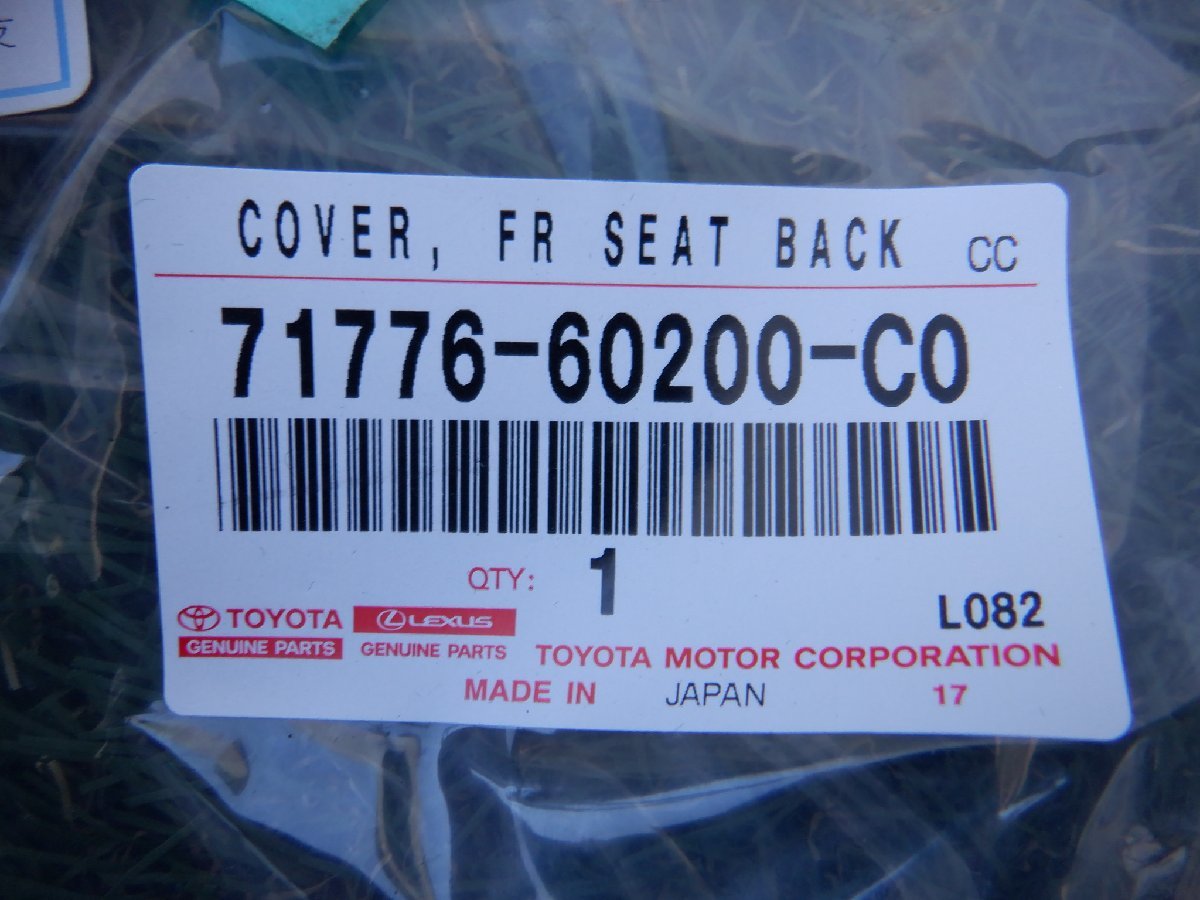 COVER, FR SEAT BACK CC
71776-60200-C0
QTY: 1
L082
TOYOTA LEXUS
GENUINE PARTS GENUINE PARTS
TOYOTA MOTOR CORPORATION
MADE IN JAPAN 17